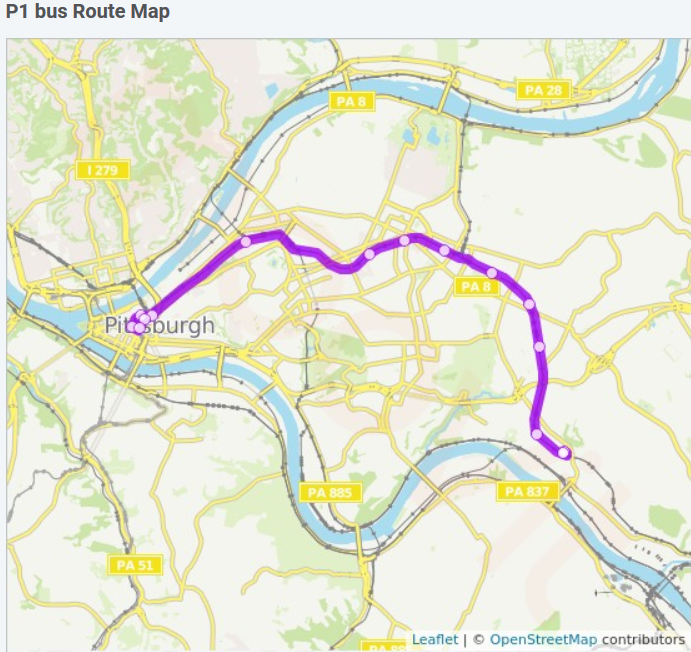 P1 bus Route Map
PA 28
PA 8
I 279
PA 8
Pittsburgh
PA 885
PA 837
PA 51
Leaflet | © OpenStreetMap contributors